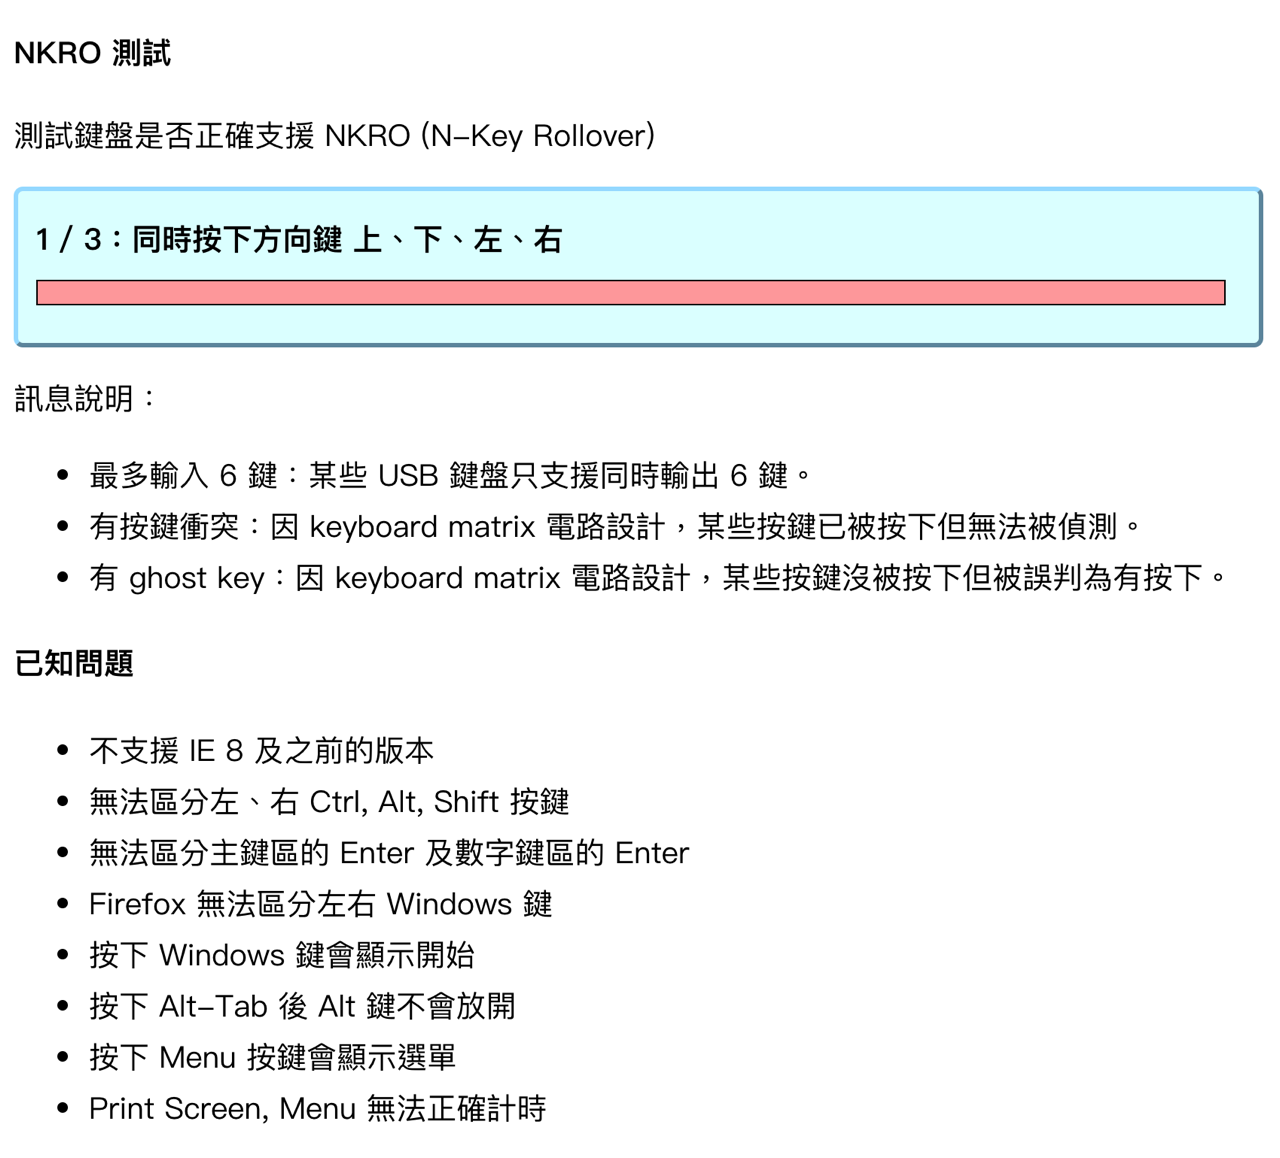 NKRO 測試
測試鍵盤是否正確支援 NKRO (N-Key Rollover)
1 / 3：同時按下方向鍵 上、下、左、右
訊息說明：
• 最多輸入 6 鍵：某些 USB 鍵盤只支援同時輸出 6 鍵。
• 有按鍵衝突：因 keyboard matrix 電路設計，某些按鍵已被按下但無法被偵測。
• 有 ghost key：因 keyboard matrix 電路設計，某些按鍵沒被按下但被誤判為有按下。
已知問題
• 不支援 IE 8 及之前的版本
• 無法區分左、右 Ctrl, Alt, Shift 按鍵
• 無法區分主鍵區的 Enter 及數字鍵區的 Enter
• Firefox 無法區分左右 Windows 鍵
• 按下 Windows 鍵會顯示開始
• 按下 Alt-Tab 後 Alt 鍵不會放開
• 按下 Menu 按鍵會顯示選單
• Print Screen, Menu 無法正確計時